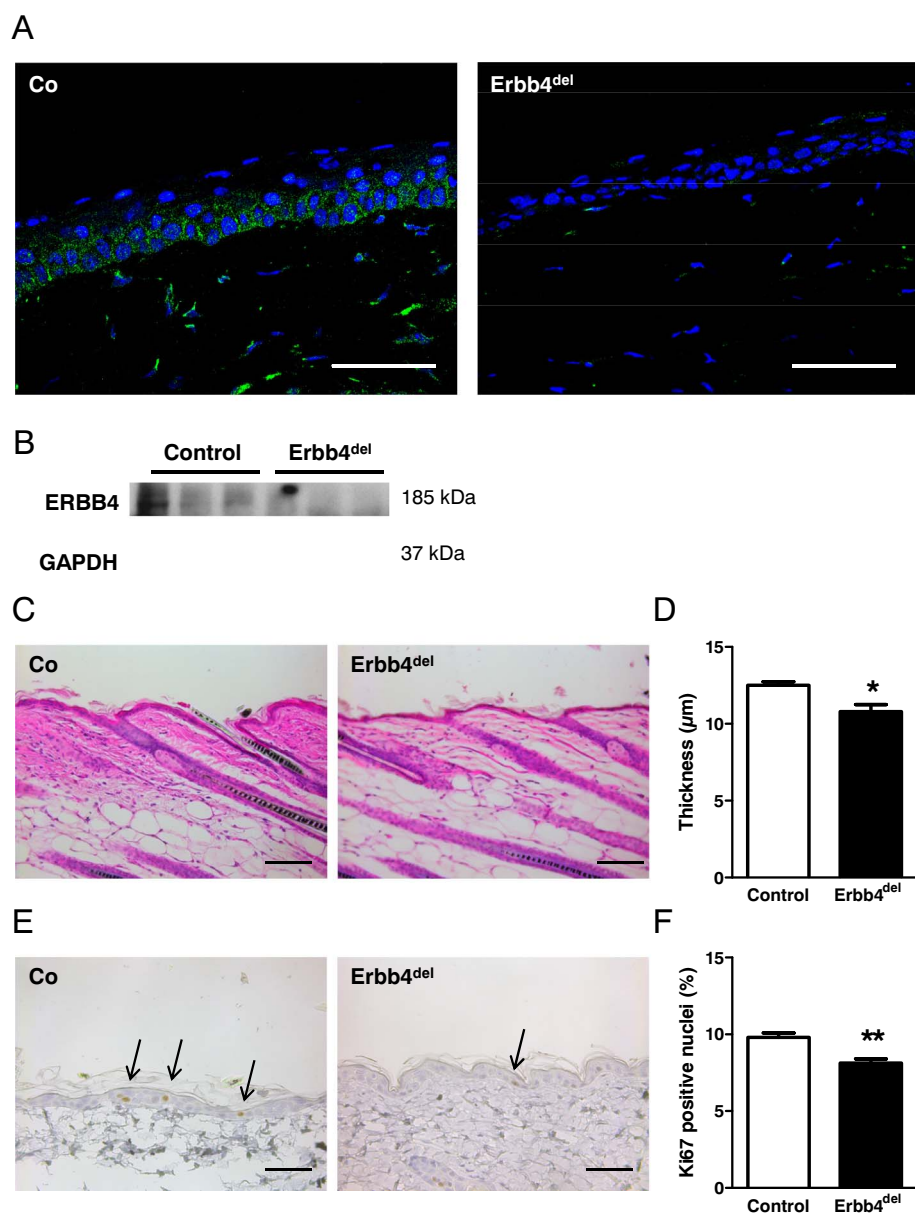 A
Co
Erbb4del
B
Control Erbb4del
ERBB4 185 kDa
GAPDH 37 kDa
C
Co
Erbb4del
D
Thickness (µm)
15
10
5
0
*
Control Erbb4del
E
Co
Erbb4del
F
Ki67 positive nuclei (%)
15
10
5
0
**
Control Erbb4del